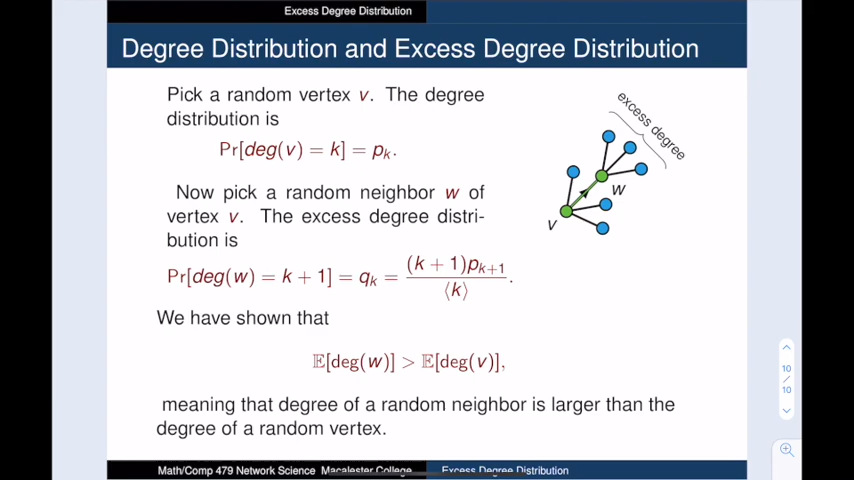 Excess Degree Distribution
Degree Distribution and Excess Degree Distribution
Pick a random vertex v. The degree
distribution is
Pr[deg(v) = k] = pₖ.
Now pick a random neighbor w of
vertex v. The excess degree distri-
bution is
Pr[deg(w) = k + 1] = qₖ = (k + 1)pₖ₊₁ / ⟨k⟩.
We have shown that
𝔼[deg(w)] > 𝔼[deg(v)],
meaning that degree of a random neighbor is larger than the
degree of a random vertex.
excess degree
w
v
10
/
10
Math/Comp 479 Network Science Macalester College
Excess Degree Distribution